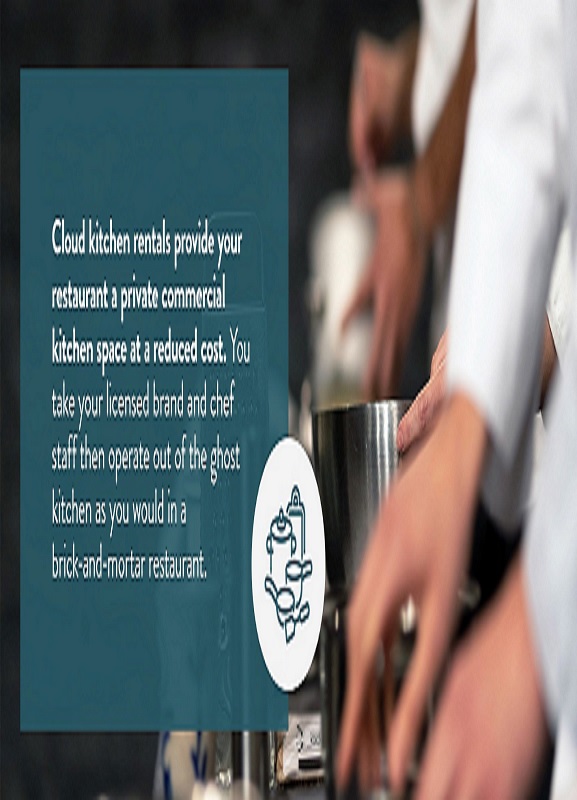 Cloud kitchen rentals provide your
restaurant a private commercial
kitchen space at a reduced cost. You
take your licensed brand and chef
staff then operate out of the ghost
kitchen as you would in a
brick-and-mortar restaurant.